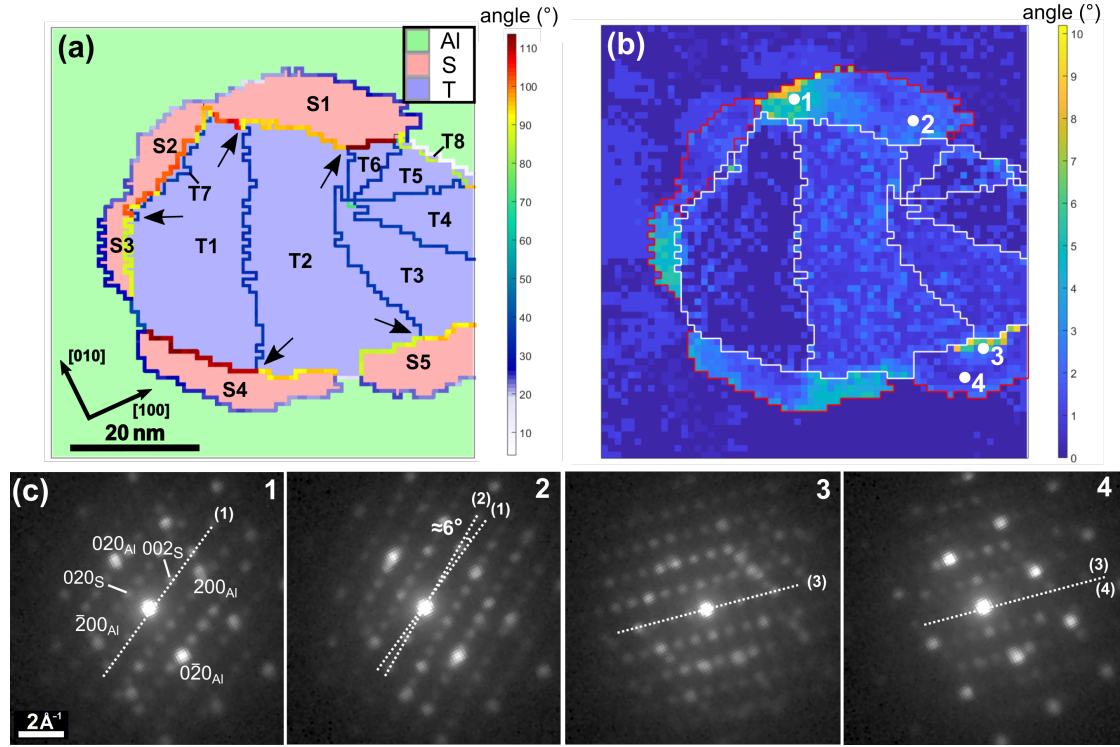 (a)
angle (°)
Al
S
T
S1
S2
S3
S4
S5
T1
T2
T3
T4
T5
T6
T7
T8
[010]
[100]
20 nm
110
100
90
80
70
60
50
40
30
20
10
(b)
angle (°)
1
2
3
4
10
9
8
7
6
5
4
3
2
1
0
(c)
1
(1)
020Al
002S
020S
200Al
2̅00Al
02̅0Al
2Å-1
2
(2)
(1)
≈6°
3
(3)
4
(3)
(4)